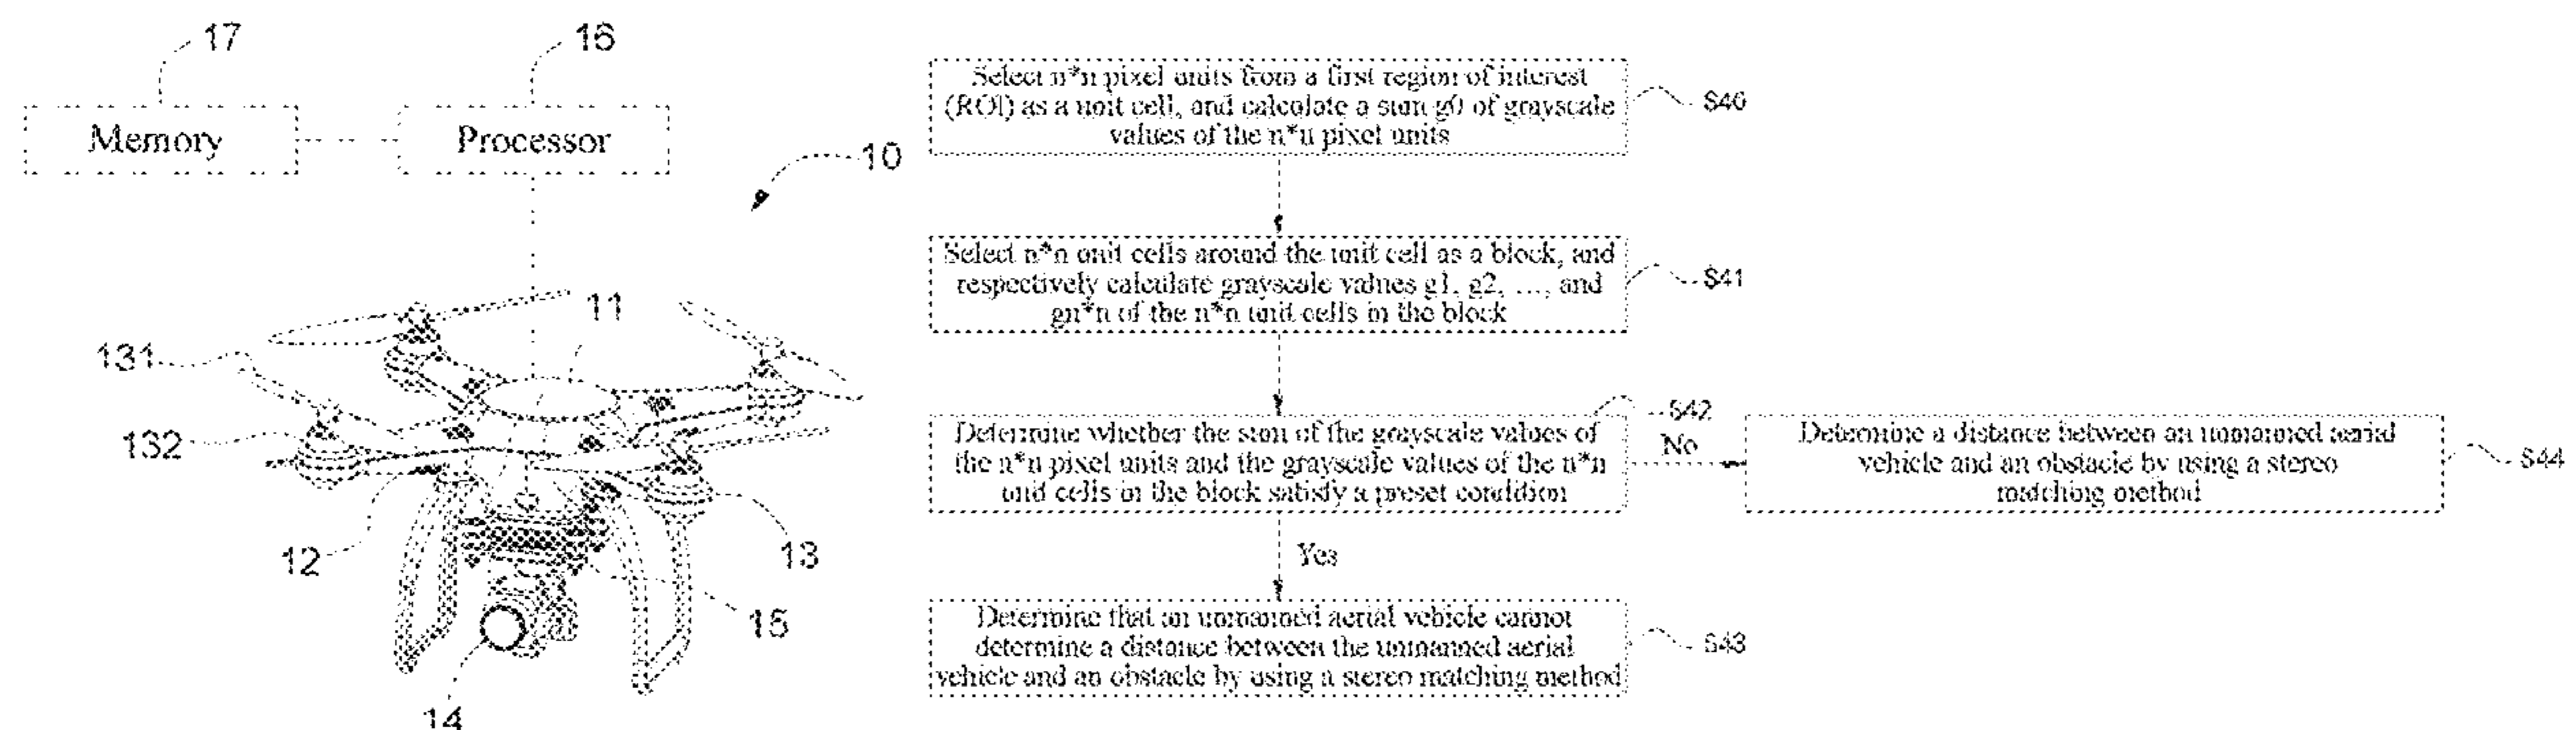 17
16
Memory
Processor
10
11
131
132
12
13
15
14
Select n*n pixel units from a first region of interest
(ROI) as a unit cell, and calculate a sum g0 of grayscale
values of the n*n pixel units
S40
Select n*n unit cells around the unit cell as a block, and
respectively calculate grayscale values g1, g2, ..., and
gn*n of the n*n unit cells in the block
S41
Determine whether the sum of the grayscale values of
the n*n pixel units and the grayscale values of the n*n
unit cells in the block satisfy a preset condition
S42
No
Determine a distance between an unmanned aerial
vehicle and an obstacle by using a stereo
matching method
S44
Yes
Determine that an unmanned aerial vehicle cannot
determine a distance between the unmanned aerial
vehicle and an obstacle by using a stereo matching method
S43